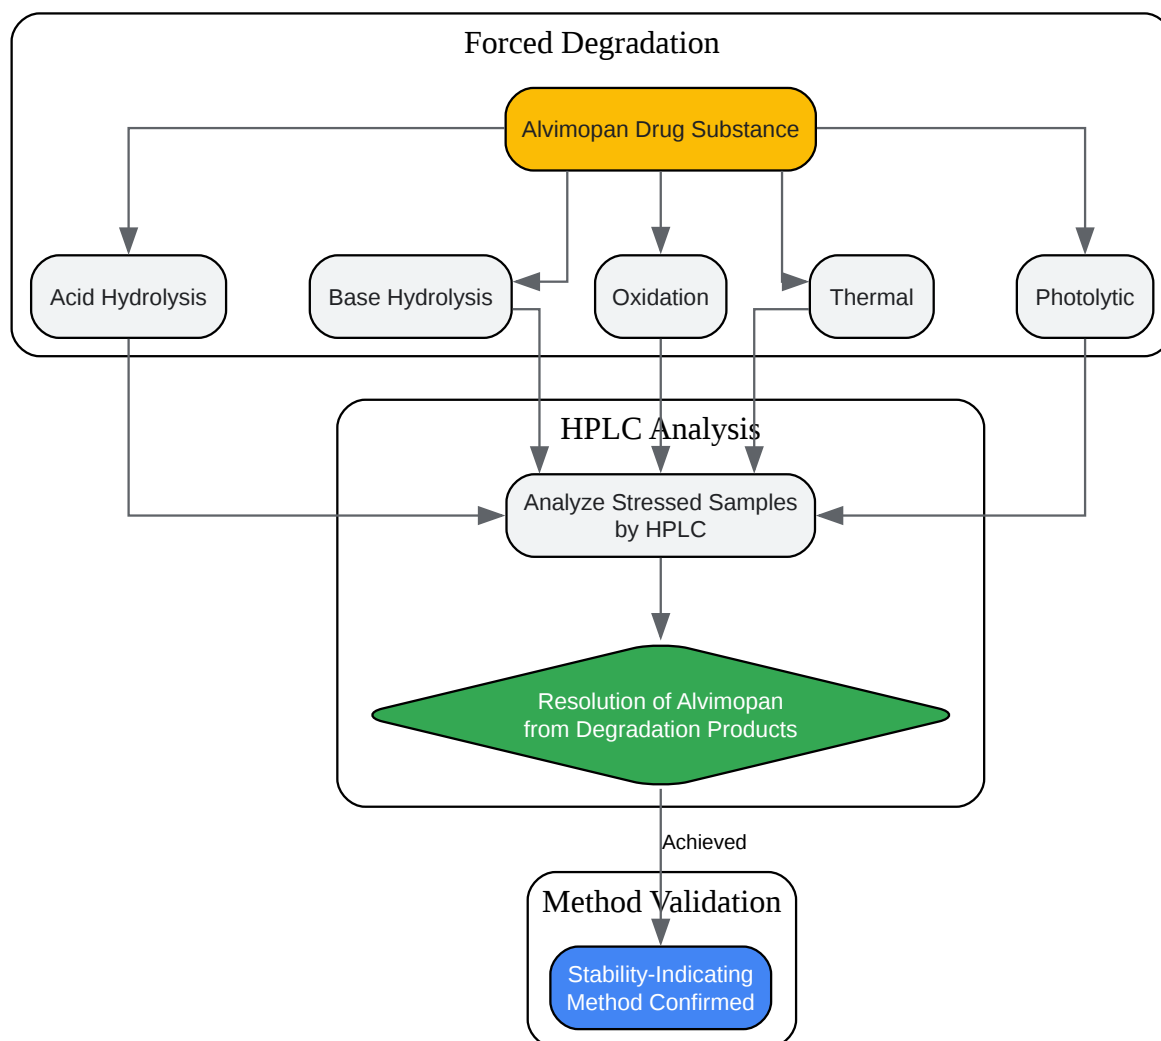 Forced Degradation
Alvimopan Drug Substance
Acid Hydrolysis
Base Hydrolysis
Oxidation
Thermal
Photolytic
HPLC Analysis
Analyze Stressed Samples
by HPLC
Resolution of Alvimopan
from Degradation Products
Achieved
Method Validation
Stability-Indicating
Method Confirmed